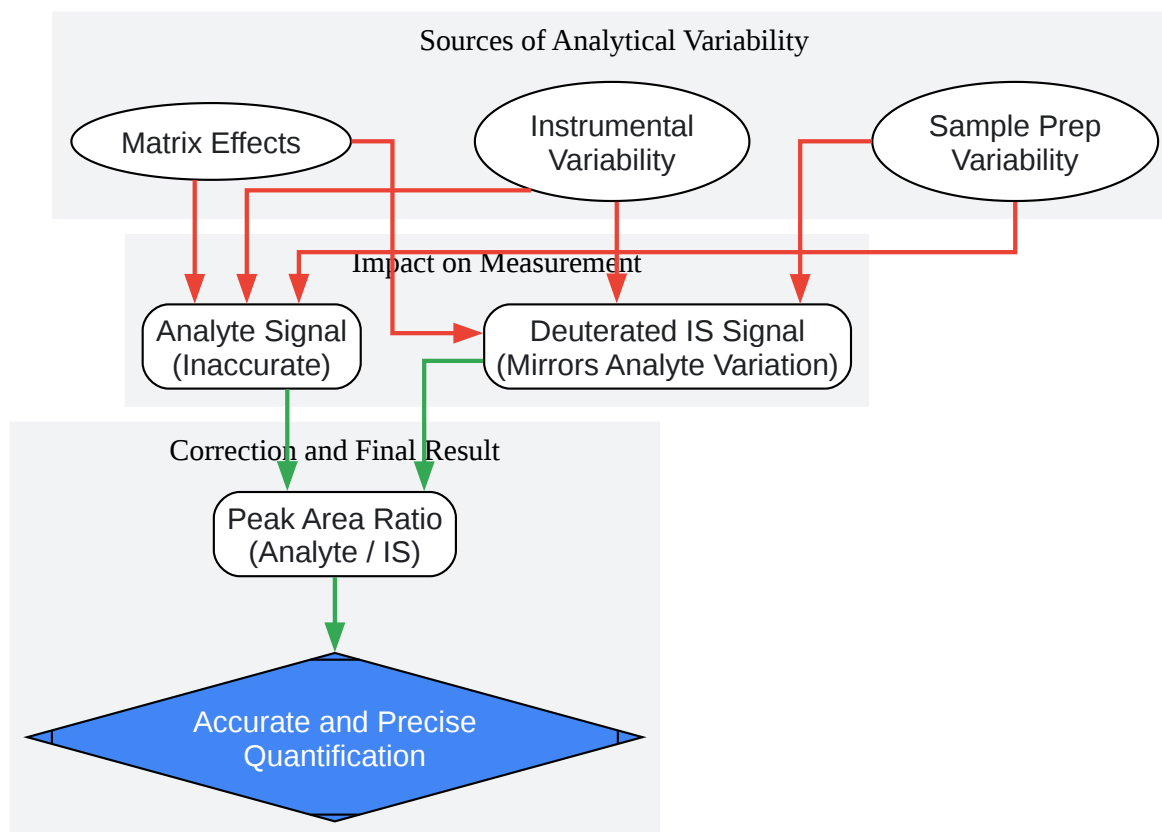 Sources of Analytical Variability
Matrix Effects
Instrumental
Variability
Sample Prep
Variability
Impact on Measurement
Analyte Signal
(Inaccurate)
Deuterated IS Signal
(Mirrors Analyte Variation)
Correction and Final Result
Peak Area Ratio
(Analyte / IS)
Accurate and Precise
Quantification